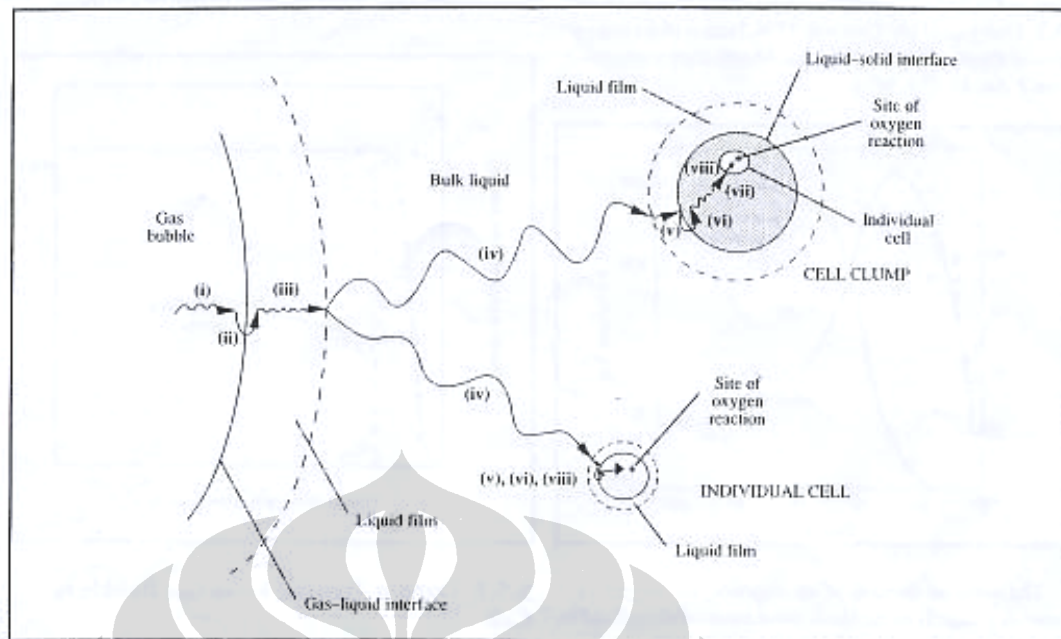 Liquid–solid interface
Liquid film
Site of
oxygen
reaction
Bulk liquid
(viii)
(vii)
Gas
bubble
(v)
(vi)
Individual
cell
(iv)
CELL CLUMP
(i)
(iii)
(ii)
(iv)
Site of
oxygen
reaction
(v), (vi), (viii)
INDIVIDUAL CELL
Liquid film
Liquid film
Gas–liquid interface